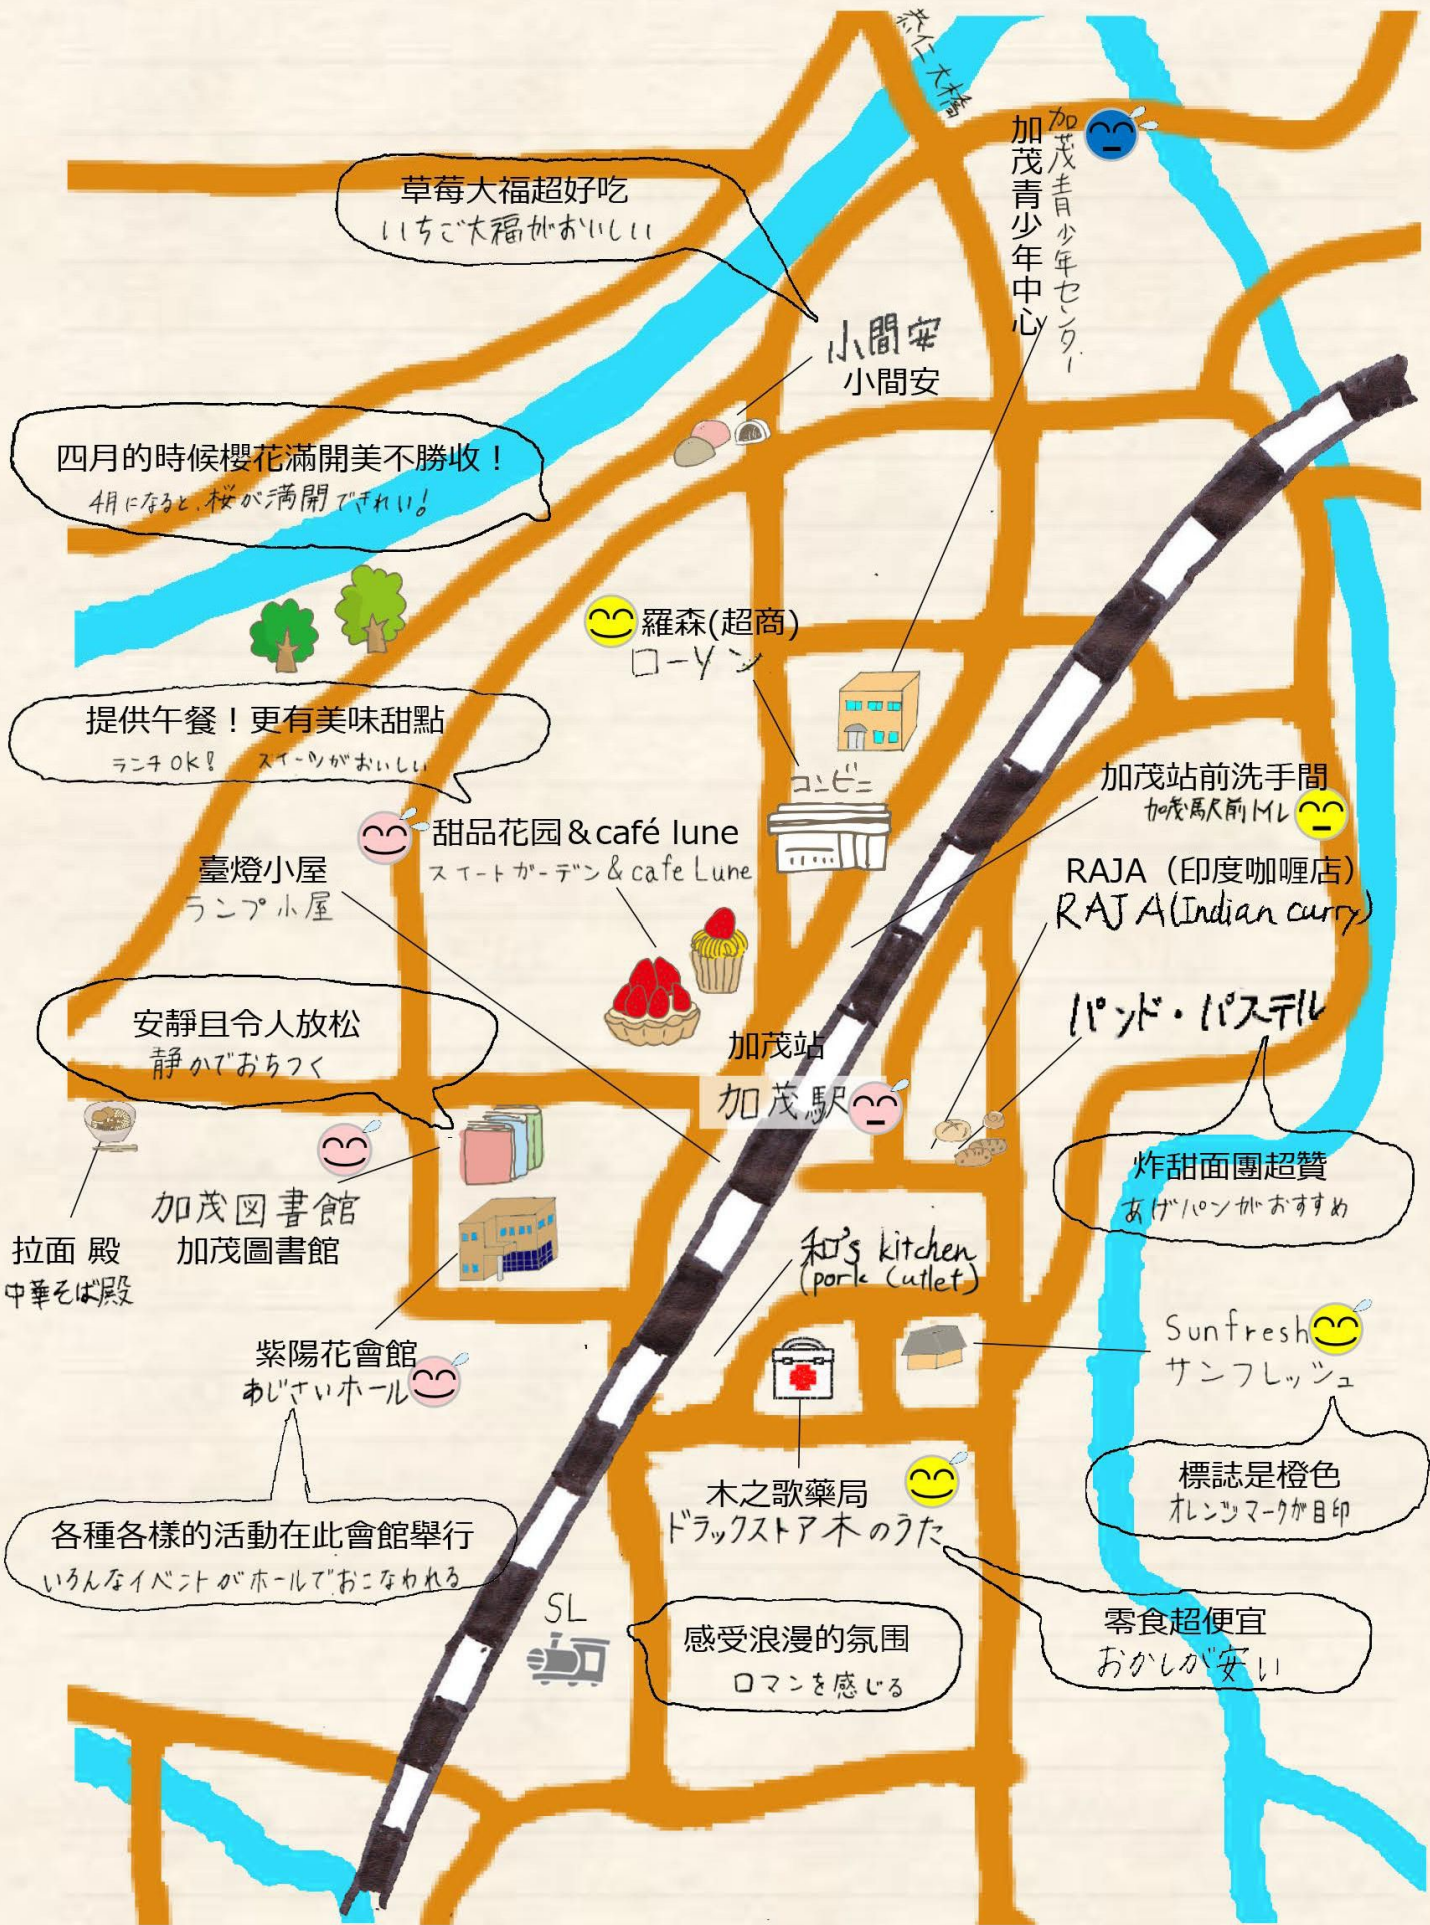 恭仁大橋
加茂青少年中心
加茂青少年センター
草莓大福超好吃
いちご大福がおいしい
小間安
小間安
四月的時候櫻花滿開美不勝收！
4月になると、桜が満開できれい!
羅森(超商)
ローソン
提供午餐！更有美味甜點
ランチOK! スイーツがおいしい
コンビニ
加茂站前洗手間
加茂駅前トイレ
甜品花园＆café lune
スイートガーデン&cafe Lune
臺燈小屋
ランプ小屋
RAJA（印度咖喱店）
RAJA(Indian curry)
安靜且令人放松
静かでおちつく
パンド・パステル
加茂站
加茂駅
炸甜面團超贊
あげパンがおすすめ
加茂図書館
加茂圖書館
拉面 殿
中華そば殿
和's kitchen
(pork cutlet)
紫陽花會館
あじさいホール
Sunfresh
サンフレッシュ
標誌是橙色
オレンジマークが目印
各種各樣的活動在此會館舉行
いろんなイベントがホールでおこなわれる
木之歌藥局
ドラックストア木のうた
SL
感受浪漫的氛围
ロマンを感じる
零食超便宜
おかしが安い